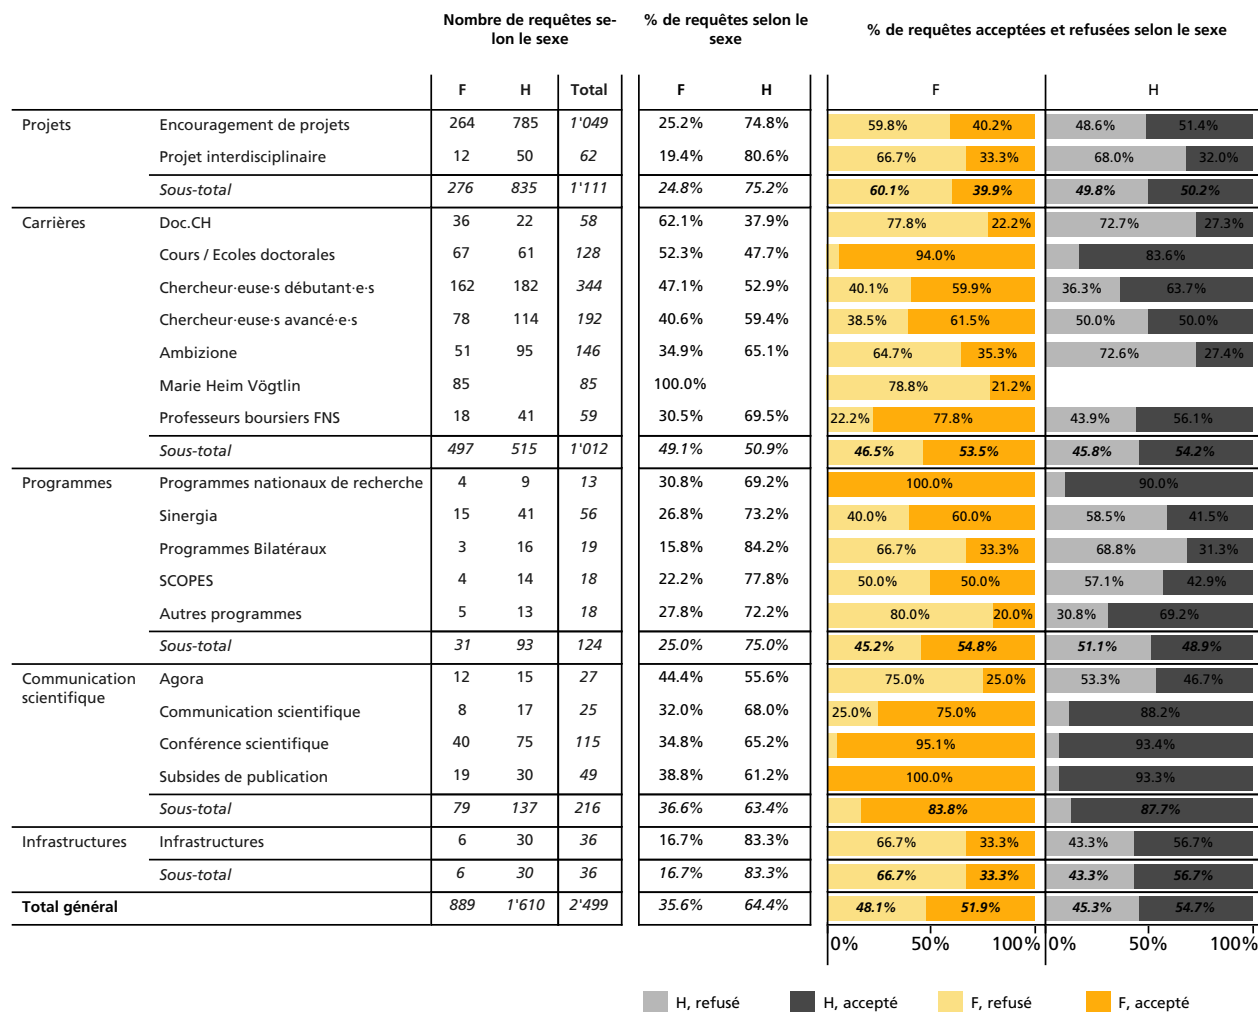 Nombre de requêtes se-
lon le sexe
% de requêtes selon le
sexe
% de requêtes acceptées et refusées selon le sexe
F H Total F H F H
Projets Encouragement de projets 264 785 1'049 25.2% 74.8% 59.8% 40.2% 48.6% 51.4%
Projet interdisciplinaire 12 50 62 19.4% 80.6% 66.7% 33.3% 68.0% 32.0%
Sous-total 276 835 1'111 24.8% 75.2% 60.1% 39.9% 49.8% 50.2%
Carrières Doc.CH 36 22 58 62.1% 37.9% 77.8% 22.2% 72.7% 27.3%
Cours / Ecoles doctorales 67 61 128 52.3% 47.7% 94.0% 83.6%
Chercheur·euse·s débutant·e·s 162 182 344 47.1% 52.9% 40.1% 59.9% 36.3% 63.7%
Chercheur·euse·s avancé·e·s 78 114 192 40.6% 59.4% 38.5% 61.5% 50.0% 50.0%
Ambizione 51 95 146 34.9% 65.1% 64.7% 35.3% 72.6% 27.4%
Marie Heim Vögtlin 85 85 100.0% 78.8% 21.2%
Professeurs boursiers FNS 18 41 59 30.5% 69.5% 22.2% 77.8% 43.9% 56.1%
Sous-total 497 515 1'012 49.1% 50.9% 46.5% 53.5% 45.8% 54.2%
Programmes Programmes nationaux de recherche 4 9 13 30.8% 69.2% 100.0% 90.0%
Sinergia 15 41 56 26.8% 73.2% 40.0% 60.0% 58.5% 41.5%
Programmes Bilatéraux 3 16 19 15.8% 84.2% 66.7% 33.3% 68.8% 31.3%
SCOPES 4 14 18 22.2% 77.8% 50.0% 50.0% 57.1% 42.9%
Autres programmes 5 13 18 27.8% 72.2% 80.0% 20.0% 30.8% 69.2%
Sous-total 31 93 124 25.0% 75.0% 45.2% 54.8% 51.1% 48.9%
Communication Agora 12 15 27 44.4% 55.6% 75.0% 25.0% 53.3% 46.7%
scientifique
Communication scientifique 8 17 25 32.0% 68.0% 25.0% 75.0% 88.2%
Conférence scientifique 40 75 115 34.8% 65.2% 95.1% 93.4%
Subsides de publication 19 30 49 38.8% 61.2% 100.0% 93.3%
Sous-total 79 137 216 36.6% 63.4% 83.8% 87.7%
Infrastructures Infrastructures 6 30 36 16.7% 83.3% 66.7% 33.3% 43.3% 56.7%
Sous-total 6 30 36 16.7% 83.3% 66.7% 33.3% 43.3% 56.7%
Total général 889 1'610 2'499 35.6% 64.4% 48.1% 51.9% 45.3% 54.7%
0% 50% 100% 0% 50% 100%
H, refusé H, accepté F, refusé F, accepté